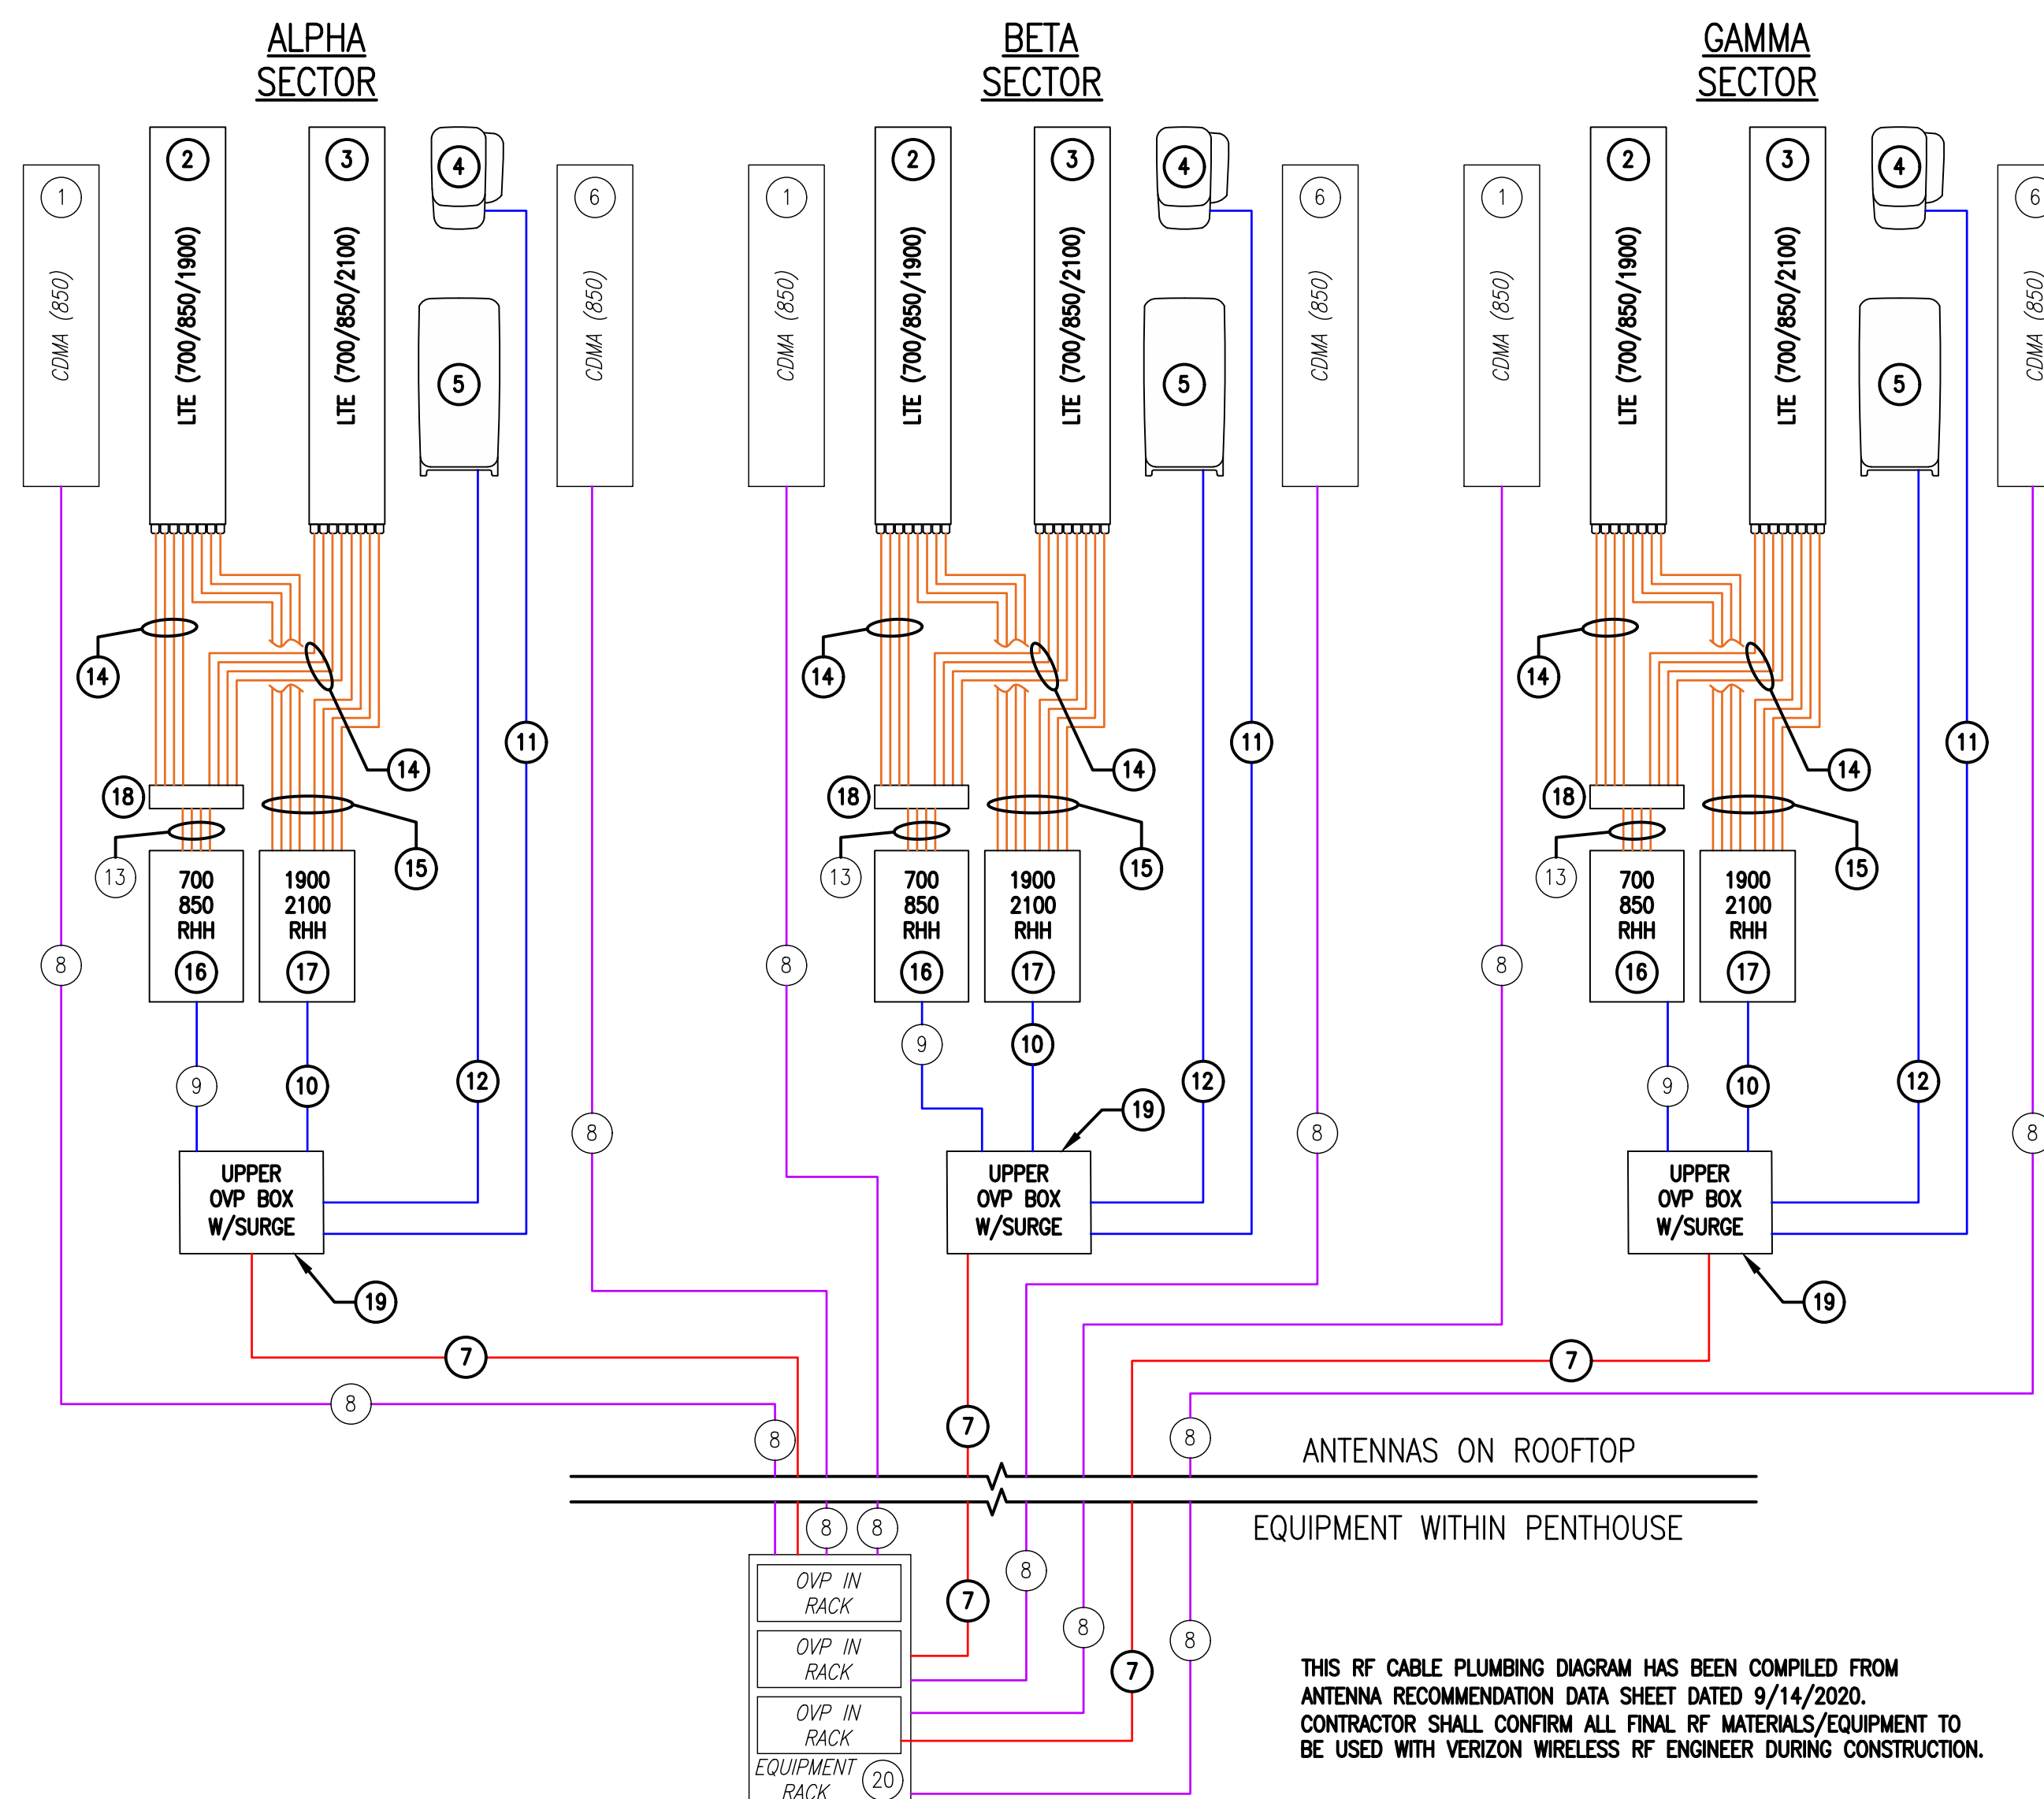 ALPHA
SECTOR
BETA
SECTOR
GAMMA
SECTOR
1
CDMA (850)
2
LTE (700/850/1900)
3
LTE (700/850/2100)
4
5
6
CDMA (850)
1
CDMA (850)
2
LTE (700/850/1900)
3
LTE (700/850/2100)
4
5
6
CDMA (850)
1
CDMA (850)
2
LTE (700/850/1900)
3
LTE (700/850/2100)
4
5
6
CDMA (850)
14
14
11
18
13
15
700
850
RHH
16
1900
2100
RHH
17
8
9
10
12
8
UPPER
OVP BOX
W/SURGE
19
7
8
8
14
14
11
18
13
15
700
850
RHH
16
1900
2100
RHH
17
8
9
10
12
19
8
UPPER
OVP BOX
W/SURGE
7
14
14
11
18
13
15
700
850
RHH
16
1900
2100
RHH
17
8
9
10
12
8
UPPER
OVP BOX
W/SURGE
19
7
8
ANTENNAS ON ROOFTOP
EQUIPMENT WITHIN PENTHOUSE
8
8
8
7
8
8
7
OVP IN
RACK
OVP IN
RACK
OVP IN
RACK
EQUIPMENT
RACK
20
THIS RF CABLE PLUMBING DIAGRAM HAS BEEN COMPILED FROM
ANTENNA RECOMMENDATION DATA SHEET DATED 9/14/2020.
CONTRACTOR SHALL CONFIRM ALL FINAL RF MATERIALS/EQUIPMENT TO
BE USED WITH VERIZON WIRELESS RF ENGINEER DURING CONSTRUCTION.